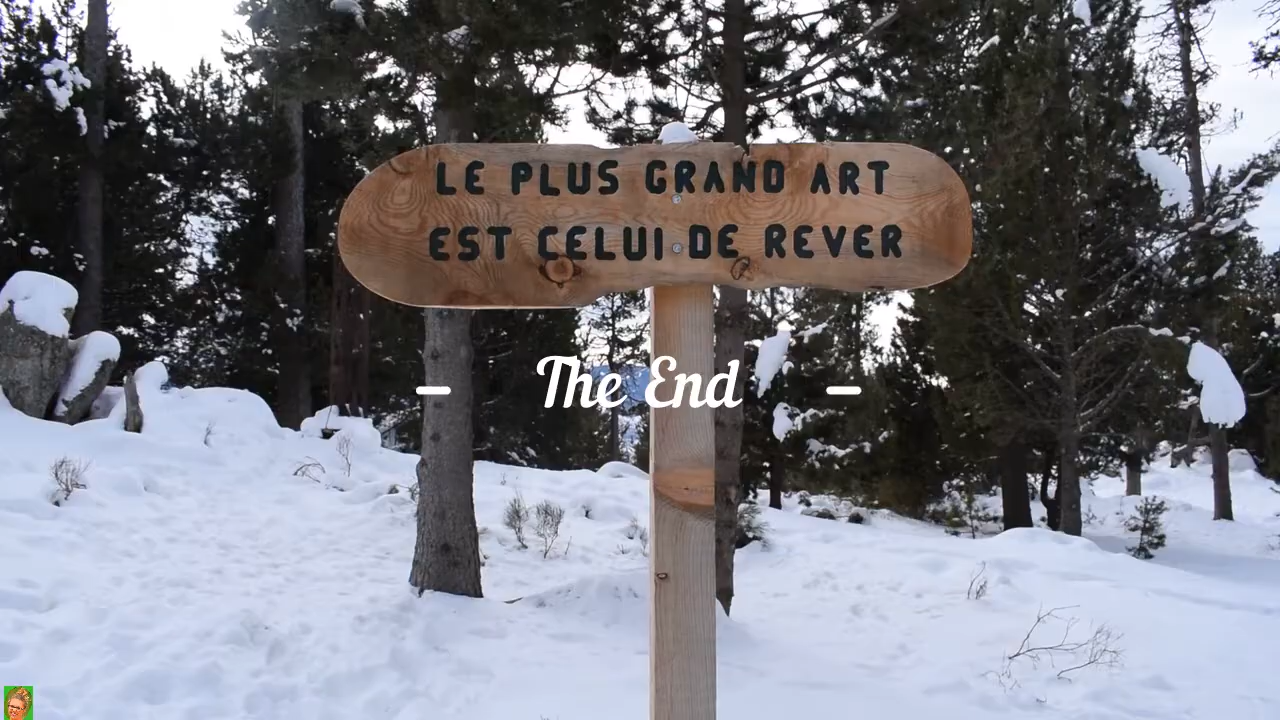 LE PLUS GRAND ART
EST CELUI DE REVER
- The End -